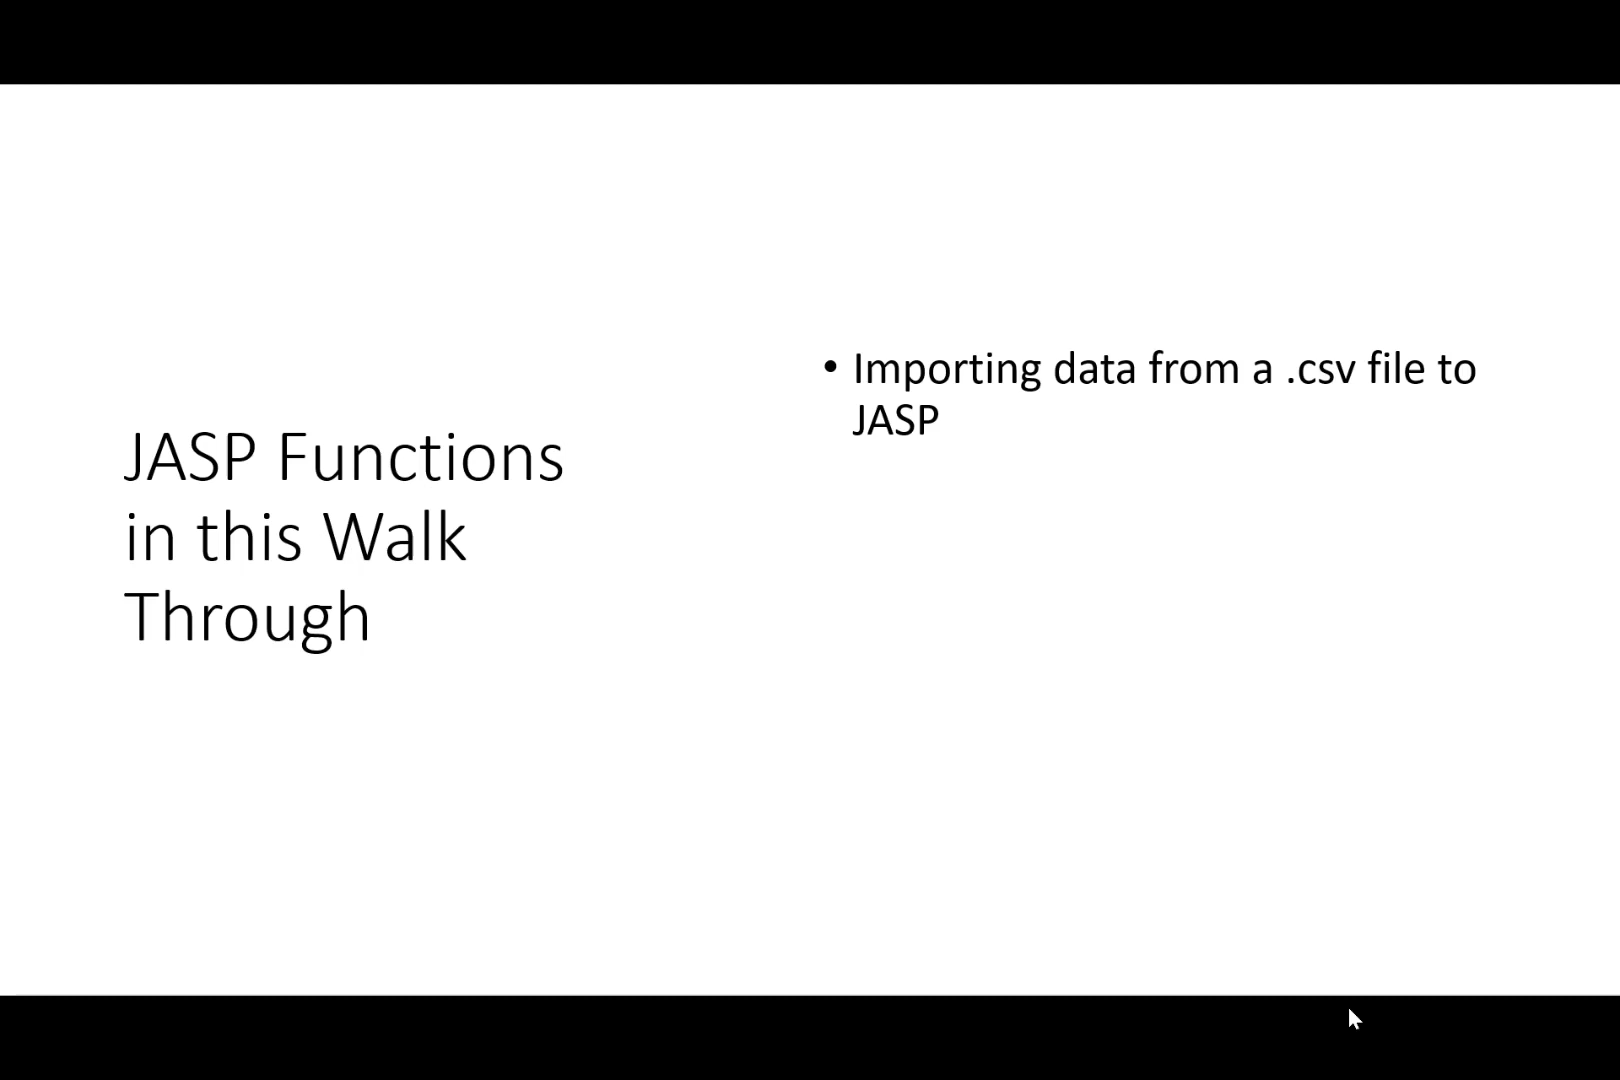 JASP Functions
in this Walk
Through
• Importing data from a .csv file to
JASP